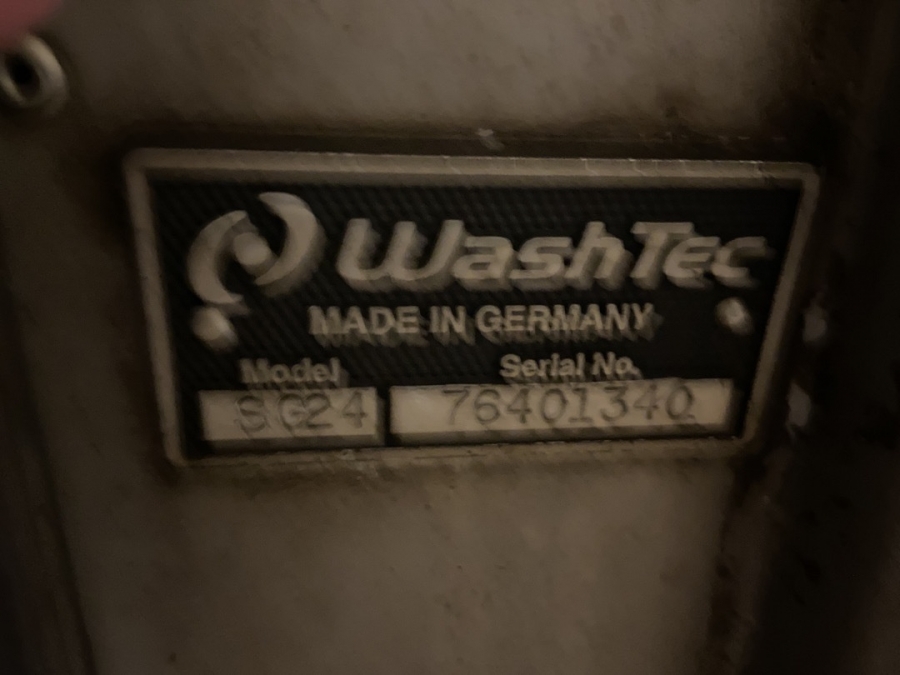 WashTec
MADE IN GERMANY
Model Serial No.
SG24 76401340